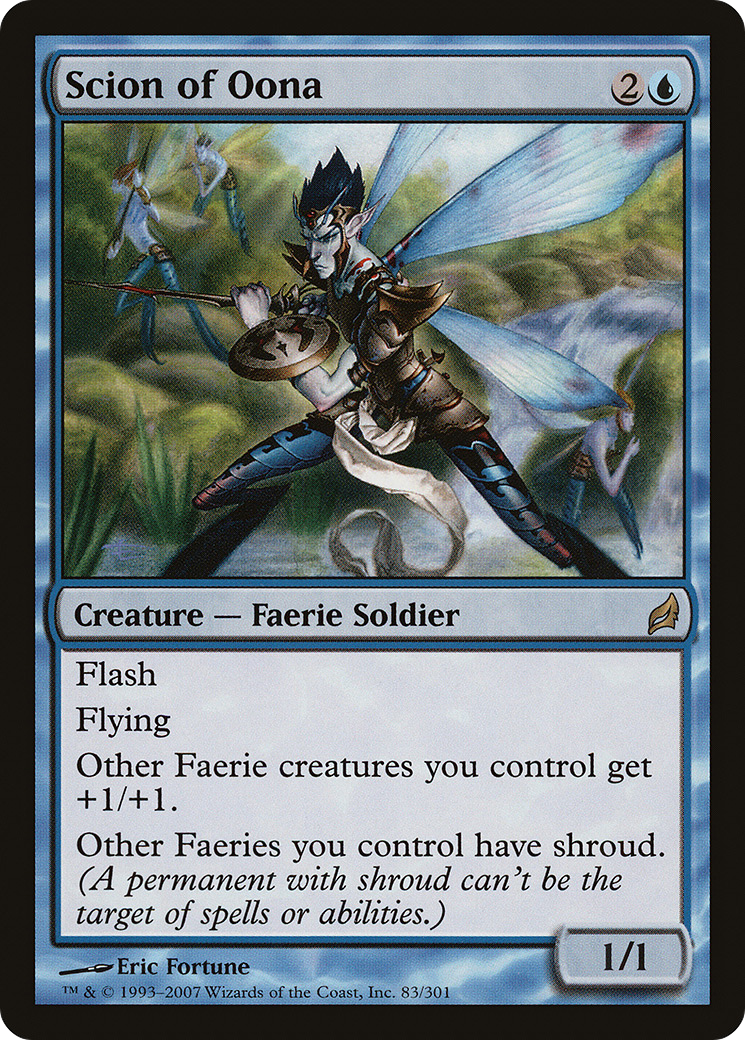 Scion of Oona 2
Creature — Faerie Soldier
Flash
Flying
Other Faerie creatures you control get
+1/+1.
Other Faeries you control have shroud.
(A permanent with shroud can't be the
target of spells or abilities.)
1/1
Eric Fortune
™ & © 1993–2007 Wizards of the Coast, Inc. 83/301